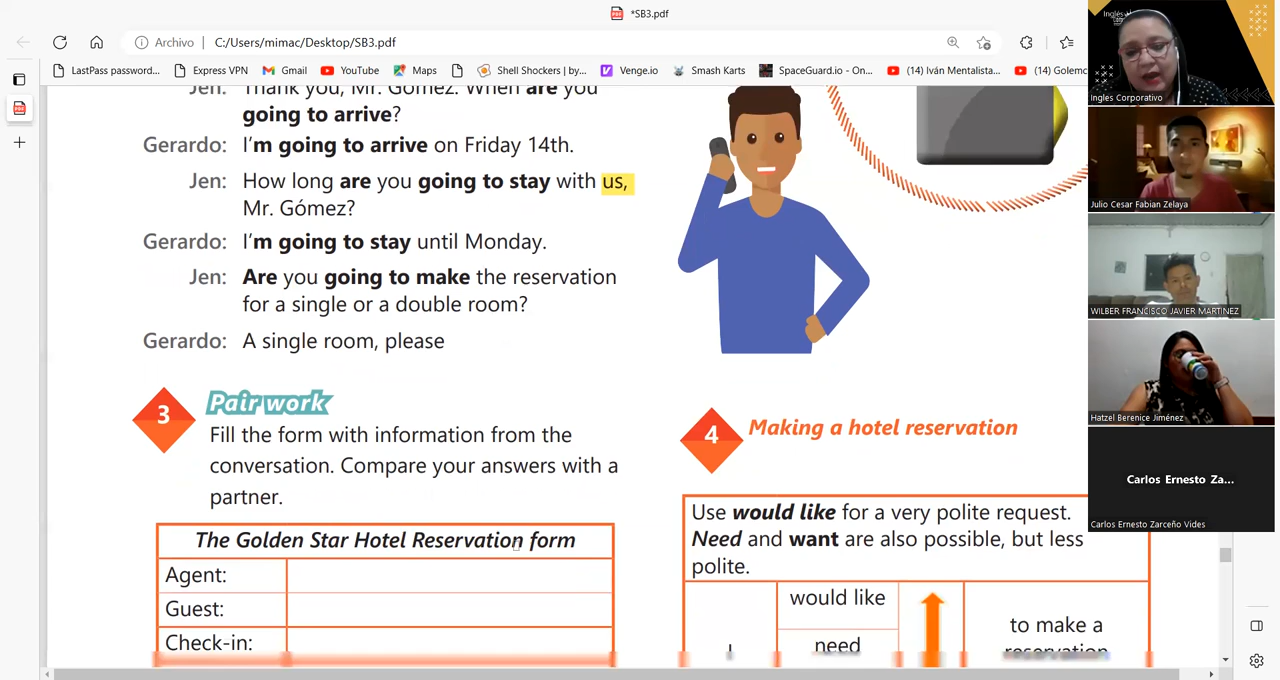 *SB3.pdf
Archivo | C:/Users/mimac/Desktop/SB3.pdf
LastPass password... Express VPN Gmail YouTube Maps Shell Shockers | by... Venge.io Smash Karts SpaceGuard.io - On... (14) Iván Mentalista... (14) Golemc
Jen: Thank you, Mr. Gómez. When are you
going to arrive?
Gerardo: I'm going to arrive on Friday 14th.
Jen: How long are you going to stay with us,
Mr. Gómez?
Gerardo: I'm going to stay until Monday.
Jen: Are you going to make the reservation
for a single or a double room?
Gerardo: A single room, please
3 Pair work
Fill the form with information from the
conversation. Compare your answers with a
partner.
The Golden Star Hotel Reservation form
Agent:
Guest:
Check-in:
4 Making a hotel reservation
Use would like for a very polite request.
Need and want are also possible, but less
polite.
I
would like
need
to make a
reservation
Ingles Corporativo
Julio Cesar Fabian Zelaya
WILBER FRANCISCO JAVIER MARTINEZ
Hatzel Berenice Jiménez
Carlos Ernesto Za...
Carlos Ernesto Zarceño Vides